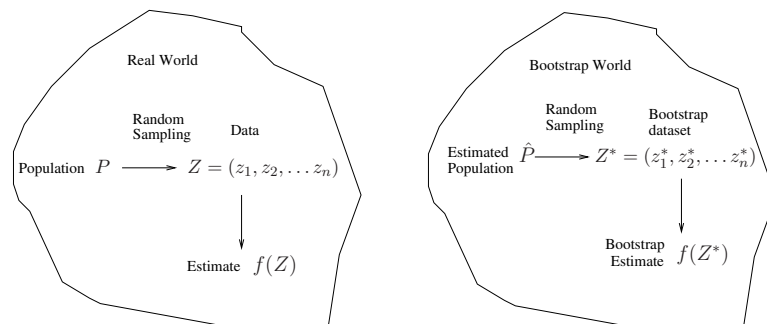 Real World
Random
Sampling
Data
Population P
Z = (z₁, z₂, . . . zₙ)
Estimate f(Z)
Bootstrap World
Random
Sampling
Bootstrap
dataset
Estimated
Population
P̂
Z* = (z₁*, z₂*, . . . zₙ*)
Bootstrap
Estimate
f(Z*)